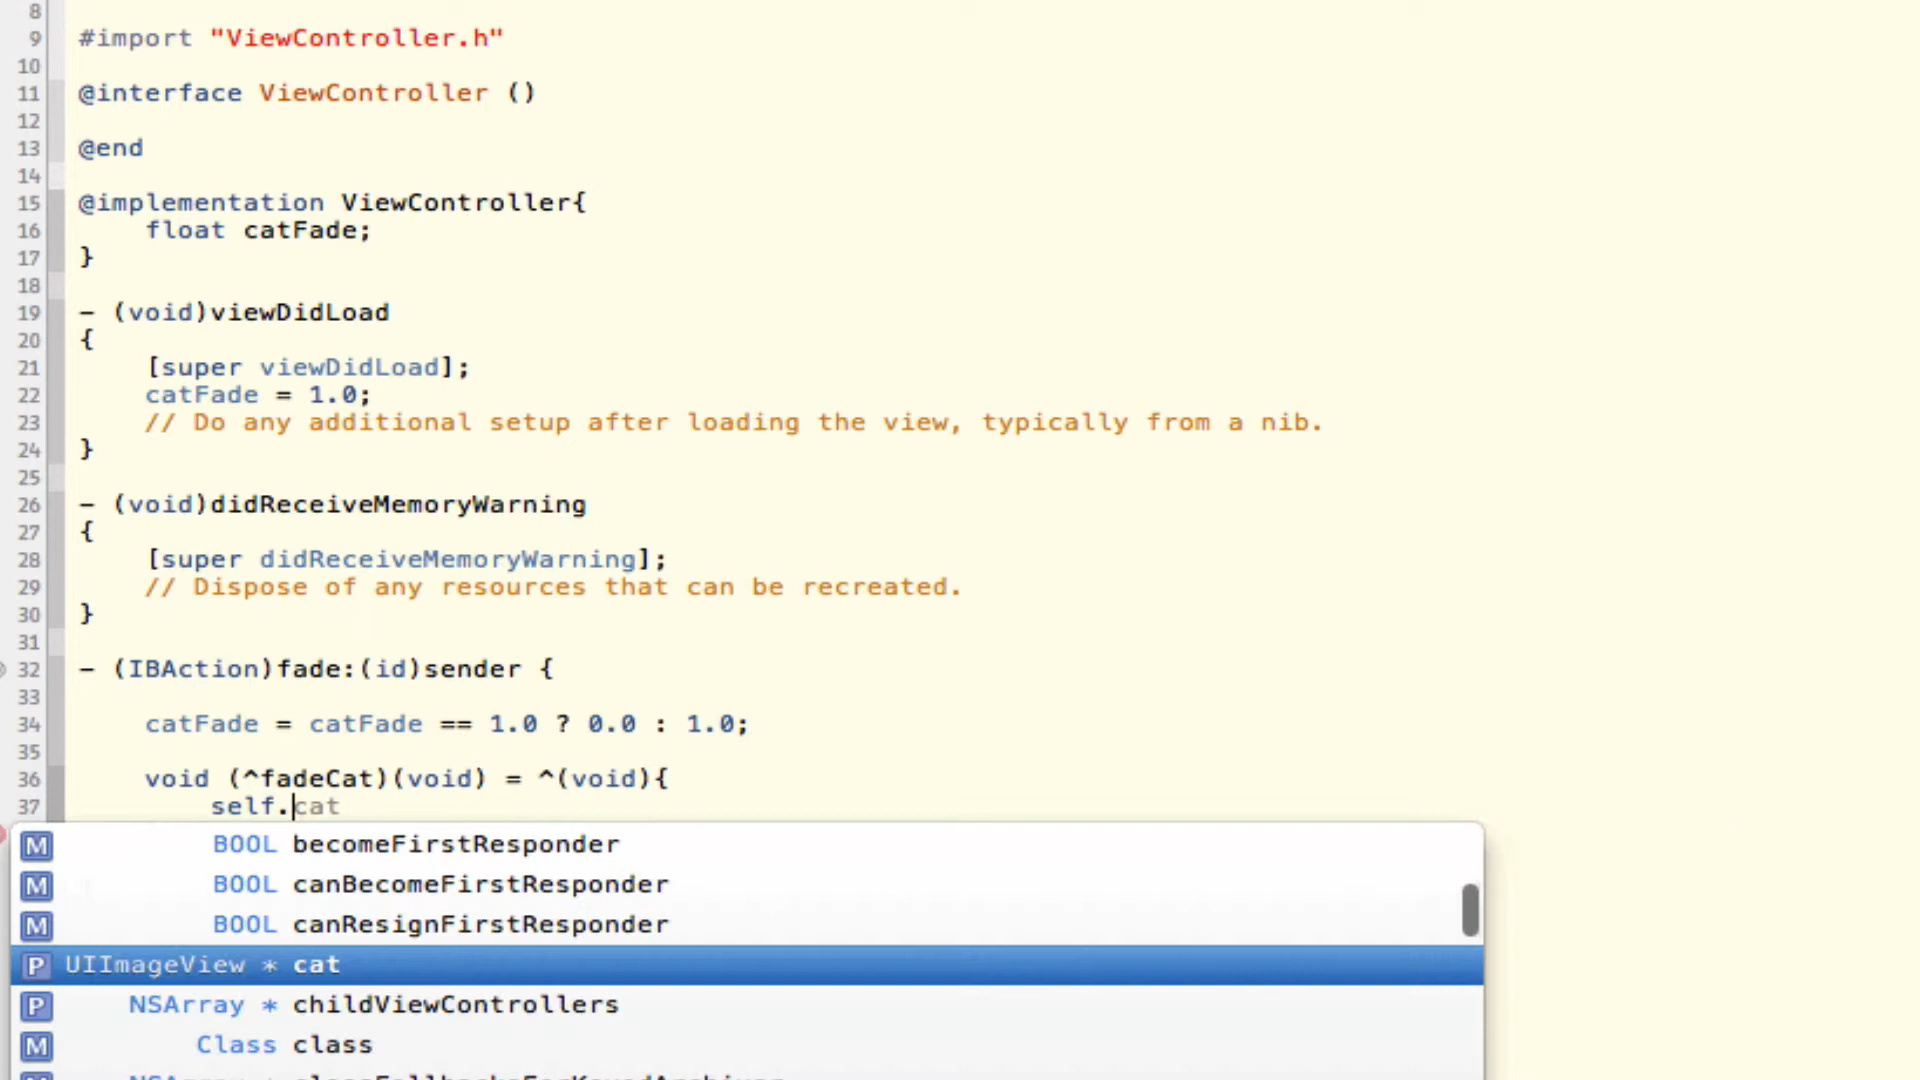 8
9 #import "ViewController.h"
10
11 @interface ViewController ()
12
13 @end
14
15 @implementation ViewController{
16 float catFade;
17 }
18
19 - (void)viewDidLoad
20 {
21 [super viewDidLoad];
22 catFade = 1.0;
23 // Do any additional setup after loading the view, typically from a nib.
24 }
25
26 - (void)didReceiveMemoryWarning
27 {
28 [super didReceiveMemoryWarning];
29 // Dispose of any resources that can be recreated.
30 }
31
32 - (IBAction)fade:(id)sender {
33
34 catFade = catFade == 1.0 ? 0.0 : 1.0;
35
36 void (^fadeCat)(void) = ^(void){
37 self.cat
M BOOL becomeFirstResponder
M BOOL canBecomeFirstResponder
M BOOL canResignFirstResponder
P UIImageView * cat
P NSArray * childViewControllers
M Class class